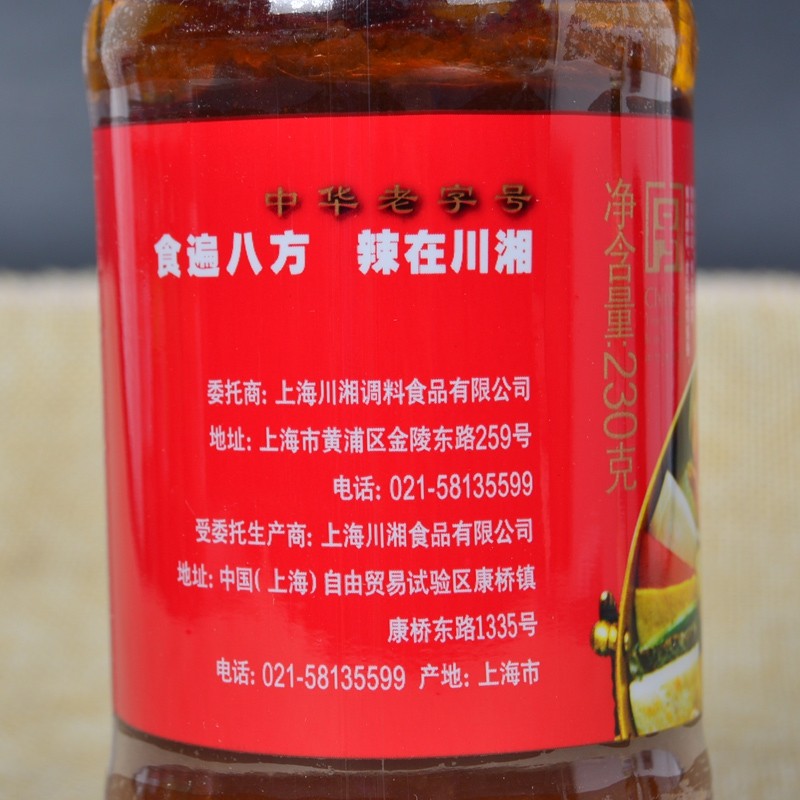 中华老字号
食遍八方 辣在川湘
委托商: 上海川湘调料食品有限公司
地址: 上海市黄浦区金陵东路259号
电话: 021-58135599
受委托生产商: 上海川湘食品有限公司
地址: 中国( 上海) 自由贸易试验区康桥镇
康桥东路1335号
电话: 021-58135599 产地: 上海市
净含量:230克